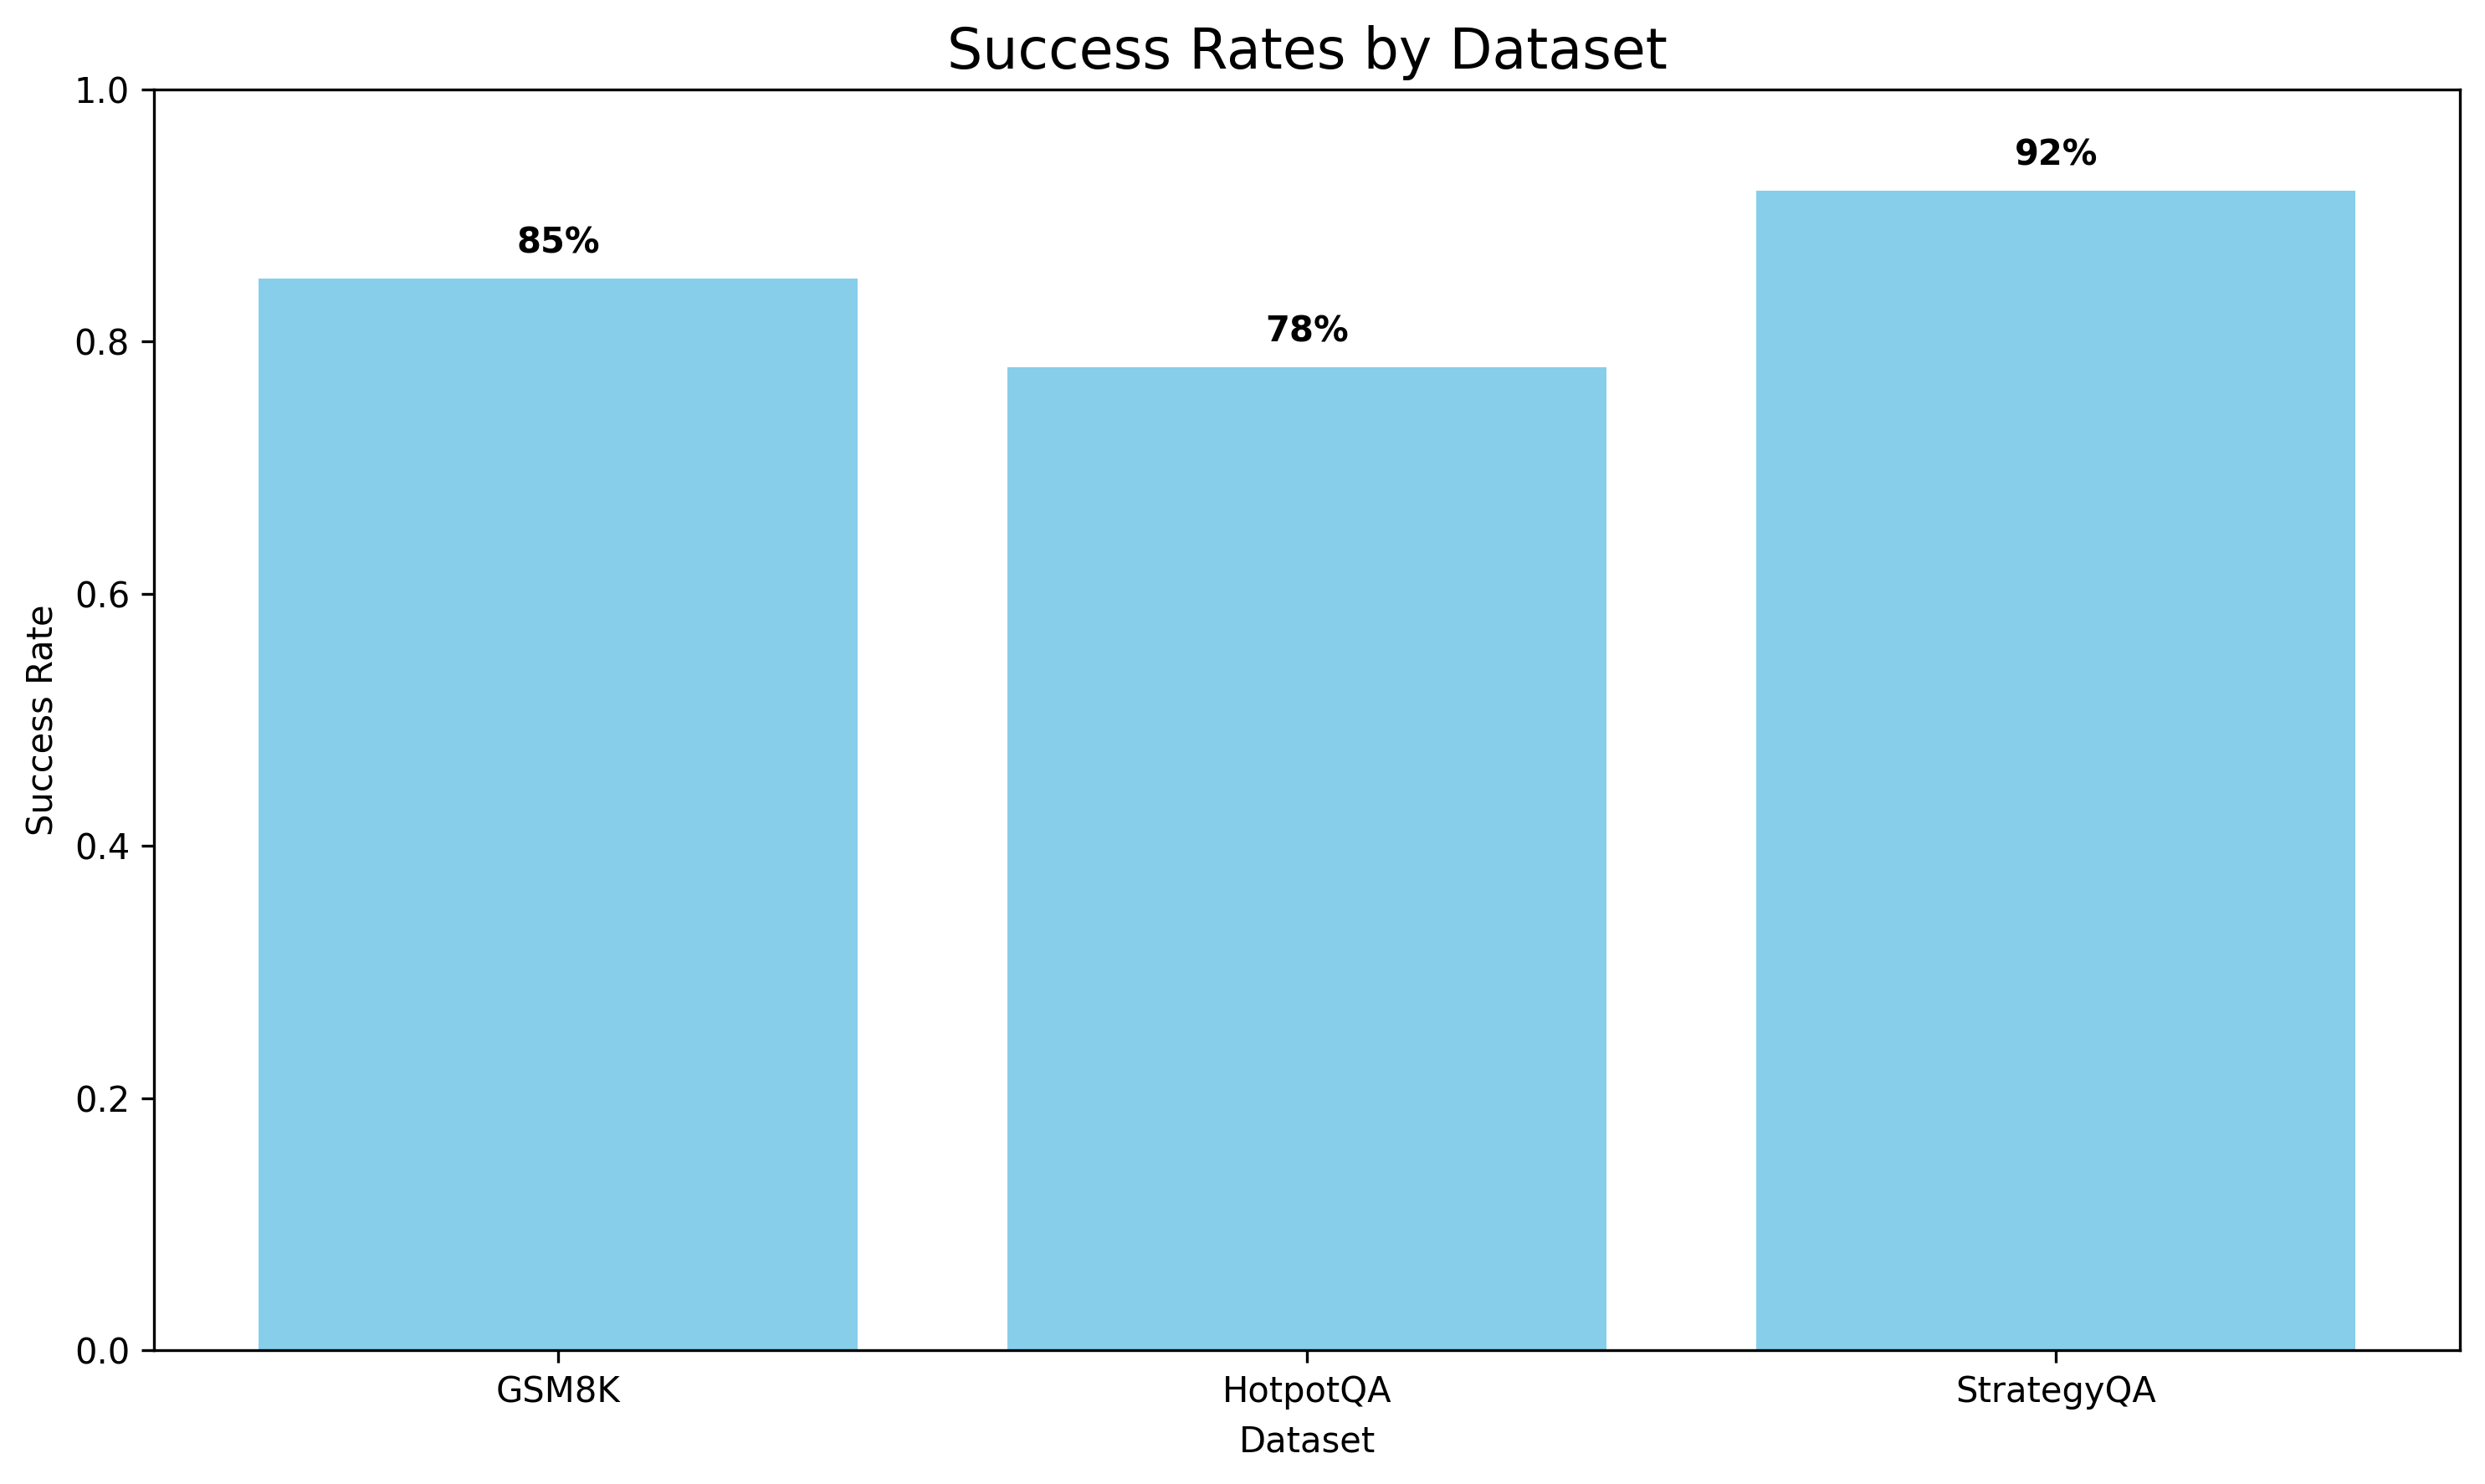 Success Rates by Dataset
1.0
0.8
0.6
0.4
0.2
0.0
Success Rate
85%
78%
92%
GSM8K
HotpotQA
StrategyQA
Dataset